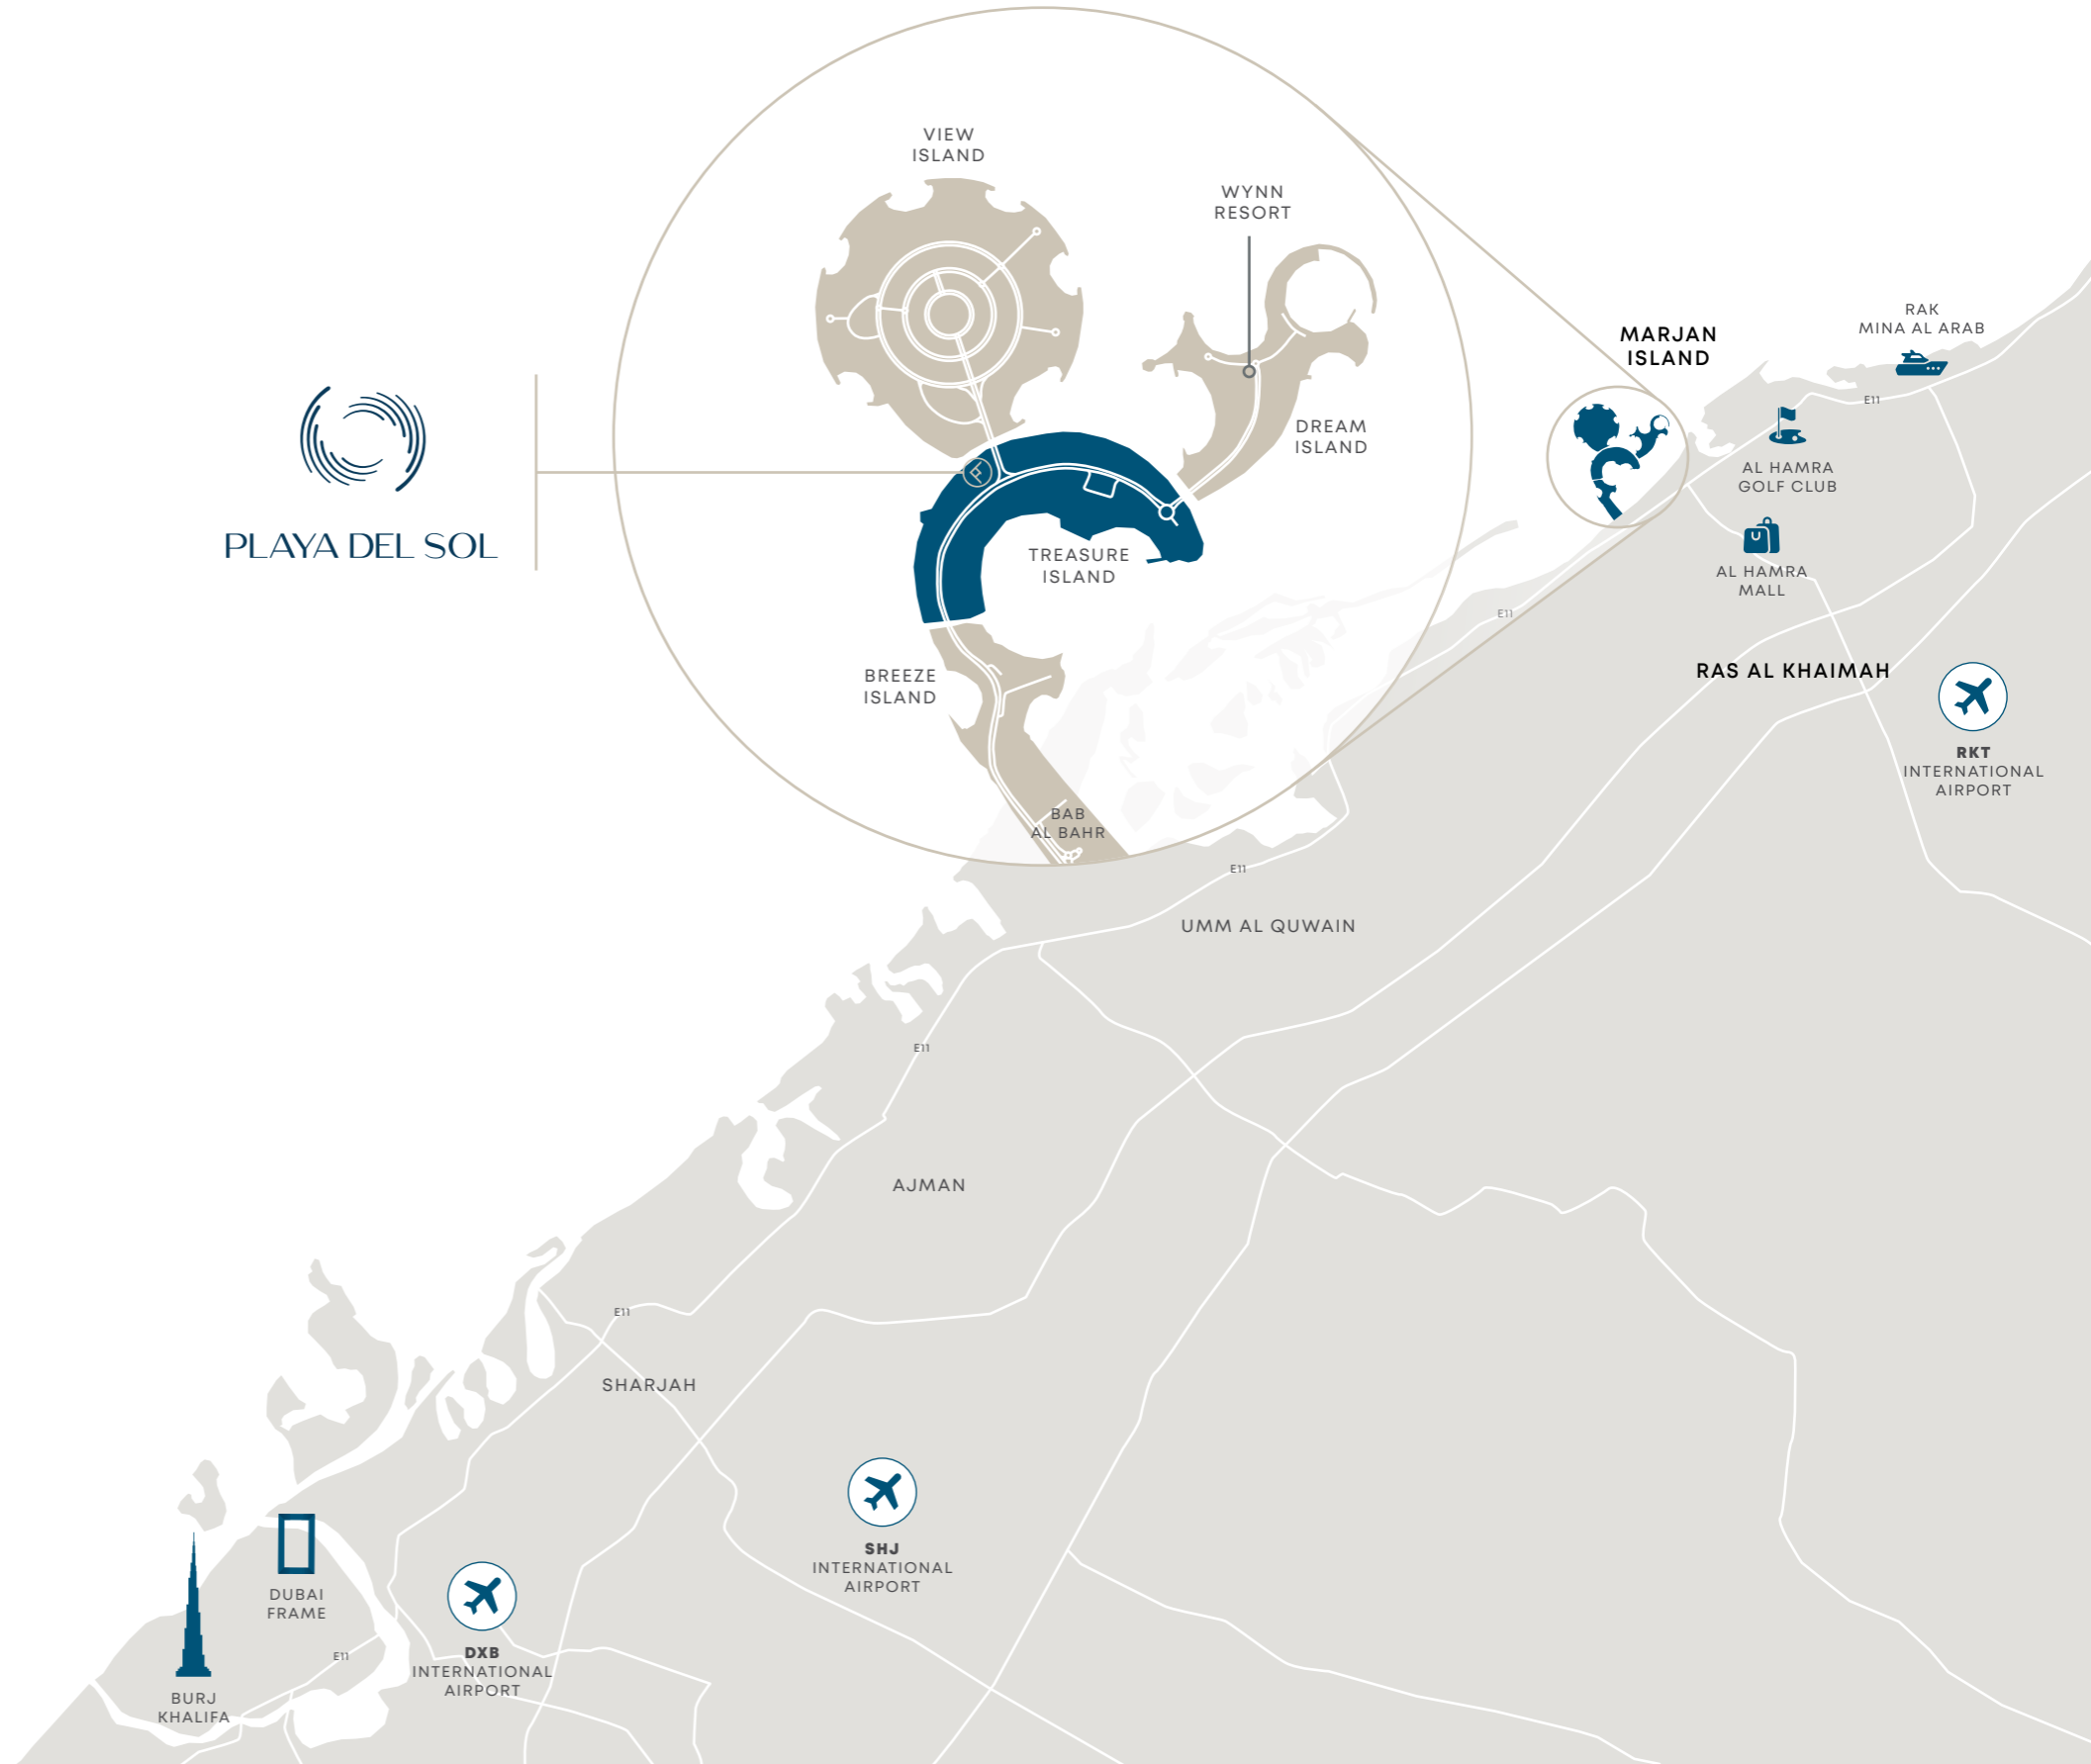 VIEW
ISLAND
WYNN
RESORT
RAK
MINA AL ARAB
MARJAN
ISLAND
E11
DREAM
ISLAND
AL HAMRA
GOLF CLUB
PLAYA DEL SOL
TREASURE
ISLAND
AL HAMRA
MALL
E11
BREEZE
ISLAND
RAS AL KHAIMAH
RKT
INTERNATIONAL
AIRPORT
BAB
AL BAHR
E11
UMM AL QUWAIN
E11
AJMAN
E11
SHARJAH
SHJ
INTERNATIONAL
AIRPORT
DUBAI
FRAME
E11
DXB
INTERNATIONAL
AIRPORT
BURJ
KHALIFA